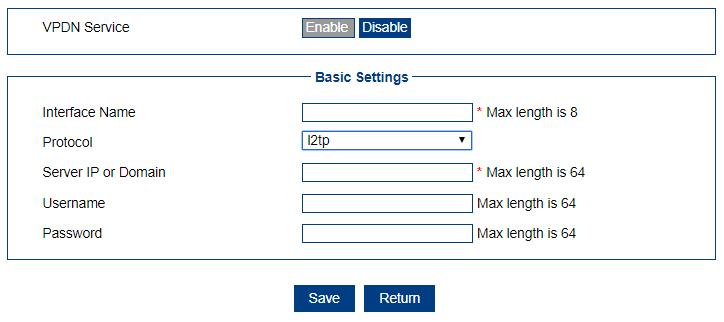 VPDN Service Enable Disable
Basic Settings
Interface Name * Max length is 8
Protocol l2tp
Server IP or Domain * Max length is 64
Username Max length is 64
Password Max length is 64
Save Return